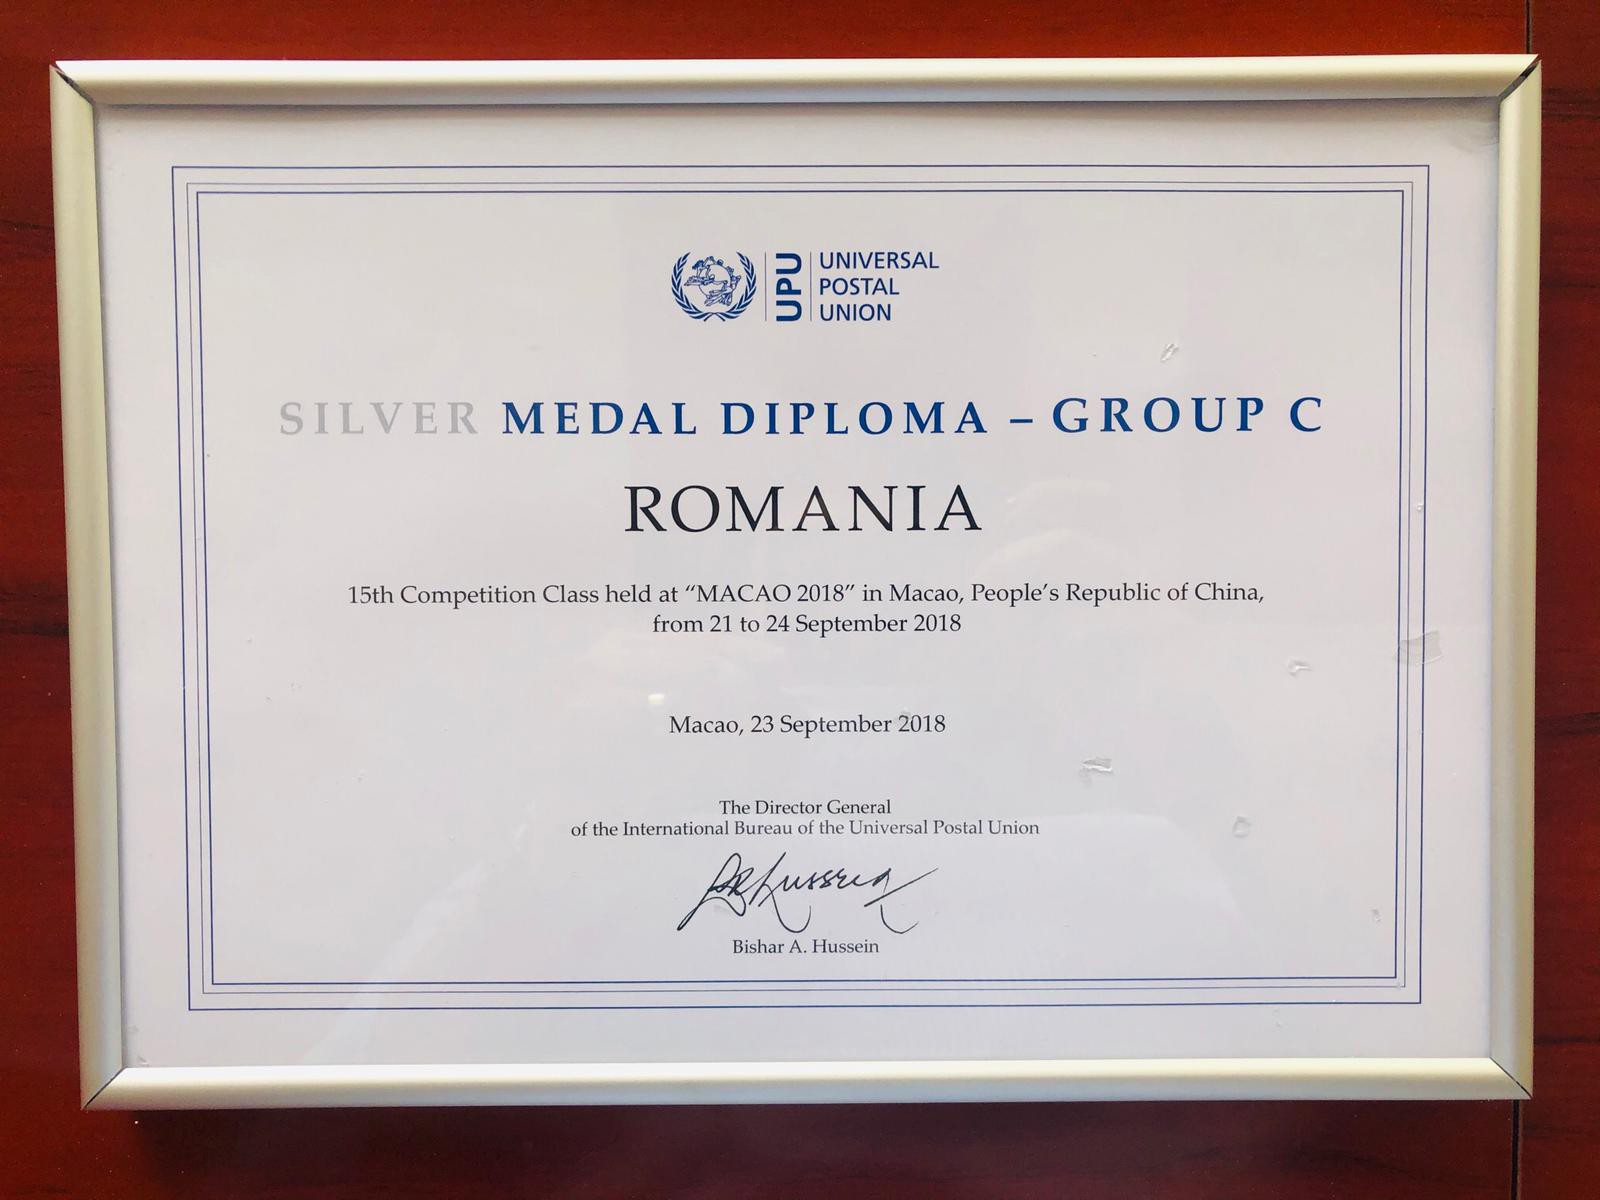 UPU
UNIVERSAL
POSTAL
UNION
SILVER MEDAL DIPLOMA – GROUP C
ROMANIA
15th Competition Class held at “MACAO 2018” in Macao, People’s Republic of China,
from 21 to 24 September 2018
Macao, 23 September 2018
The Director General
of the International Bureau of the Universal Postal Union
Bishar A. Hussein